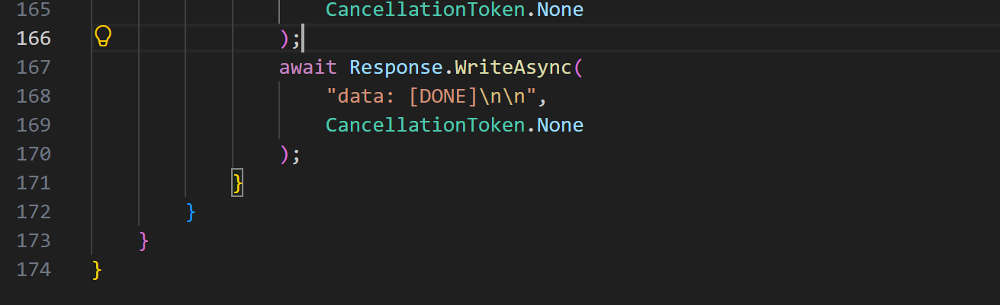 165 CancellationToken.None
166 );
167 await Response.WriteAsync(
168 "data: [DONE]\n\n",
169 CancellationToken.None
170 );
171 }
172 }
173 }
174 }